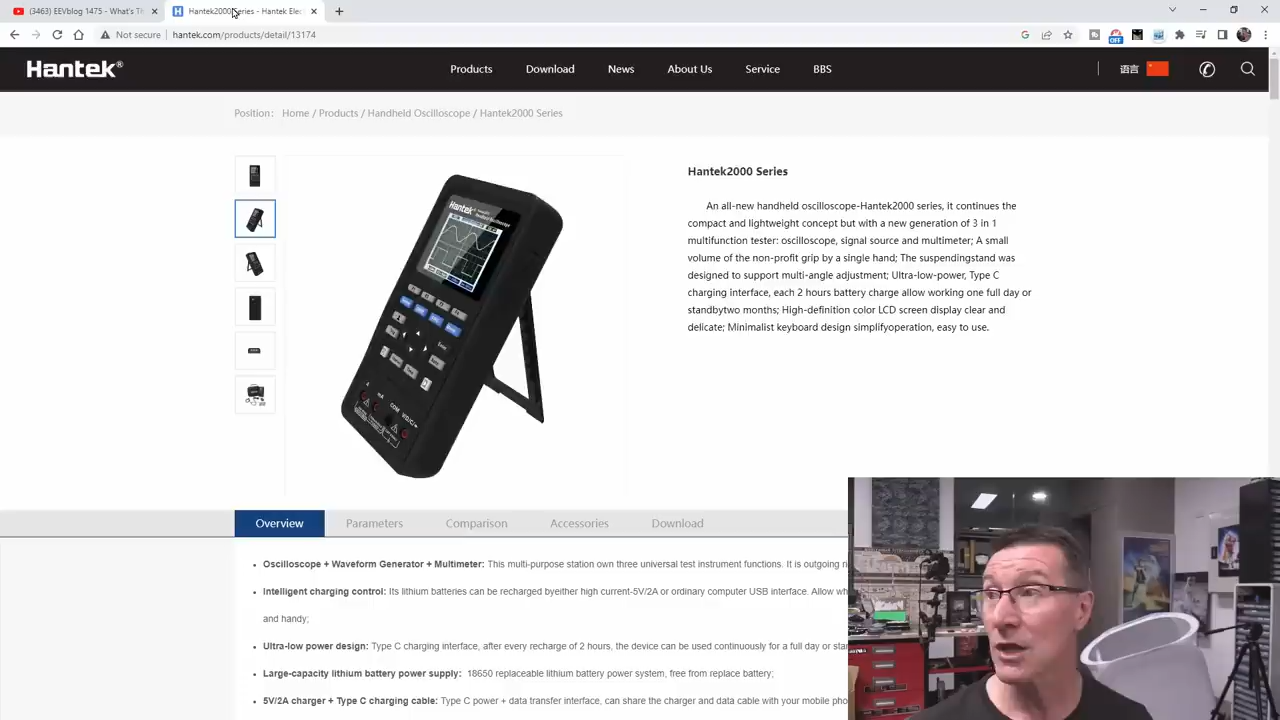 (3463) EEVblog 1475 - What's Th
Hantek2000 Series - Hantek Elec
Not secure | hantek.com/products/detail/13174
OFF
Hantek®
Products
Download
News
About Us
Service
BBS
语言
Position: Home / Products / Handheld Oscilloscope / Hantek2000 Series
Hantek
Hantek2000 Series
An all-new handheld oscilloscope-Hantek2000 series, it continues the
compact and lightweight concept but with a new generation of 3 in 1
multifunction tester: oscilloscope, signal source and multimeter; A small
volume of the non-profit grip by a single hand; The suspendingstand was
designed to support multi-angle adjustment; Ultra-low-power, Type C
charging interface, each 2 hours battery charge allow working one full day or
standbytwo months; High-definition color LCD screen display clear and
delicate; Minimalist keyboard design simplifyoperation, easy to use.
A
mA
COM
Overview
Parameters
Comparison
Accessories
Download
Oscilloscope + Waveform Generator + Multimeter: This multi-purpose station own three universal test instrument functions. It is outgoing n
Intelligent charging control: Its lithium batteries can be recharged byeither high current-5V/2A or ordinary computer USB interface. Allow wh
and handy;
Ultra-low power design: Type C charging interface, after every recharge of 2 hours, the device can be used continuously for a full day or sta
Large-capacity lithium battery power supply: 18650 replaceable lithium battery power system, free from replace battery;
5V/2A charger + Type C charging cable: Type C power + data transfer interface, can share the charger and data cable with your mobile pho